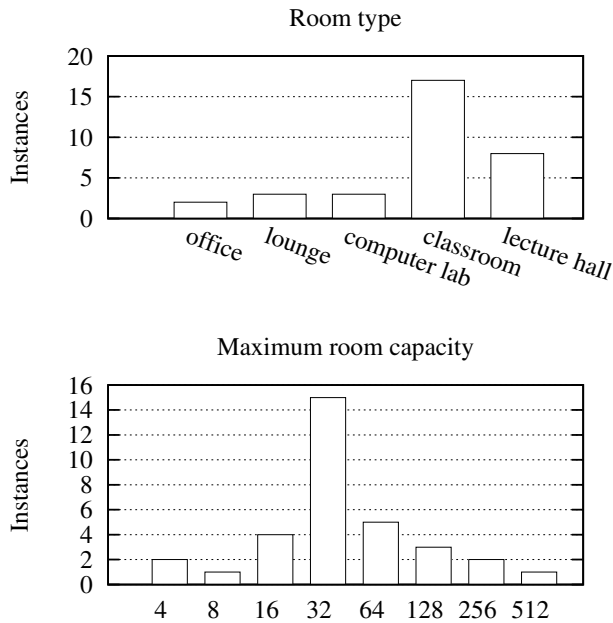 Room type
Instances
20
15
10
5
0
office
lounge
computer lab
classroom
lecture hall
Maximum room capacity
Instances
16
14
12
10
8
6
4
2
0
4 8 16 32 64 128 256 512